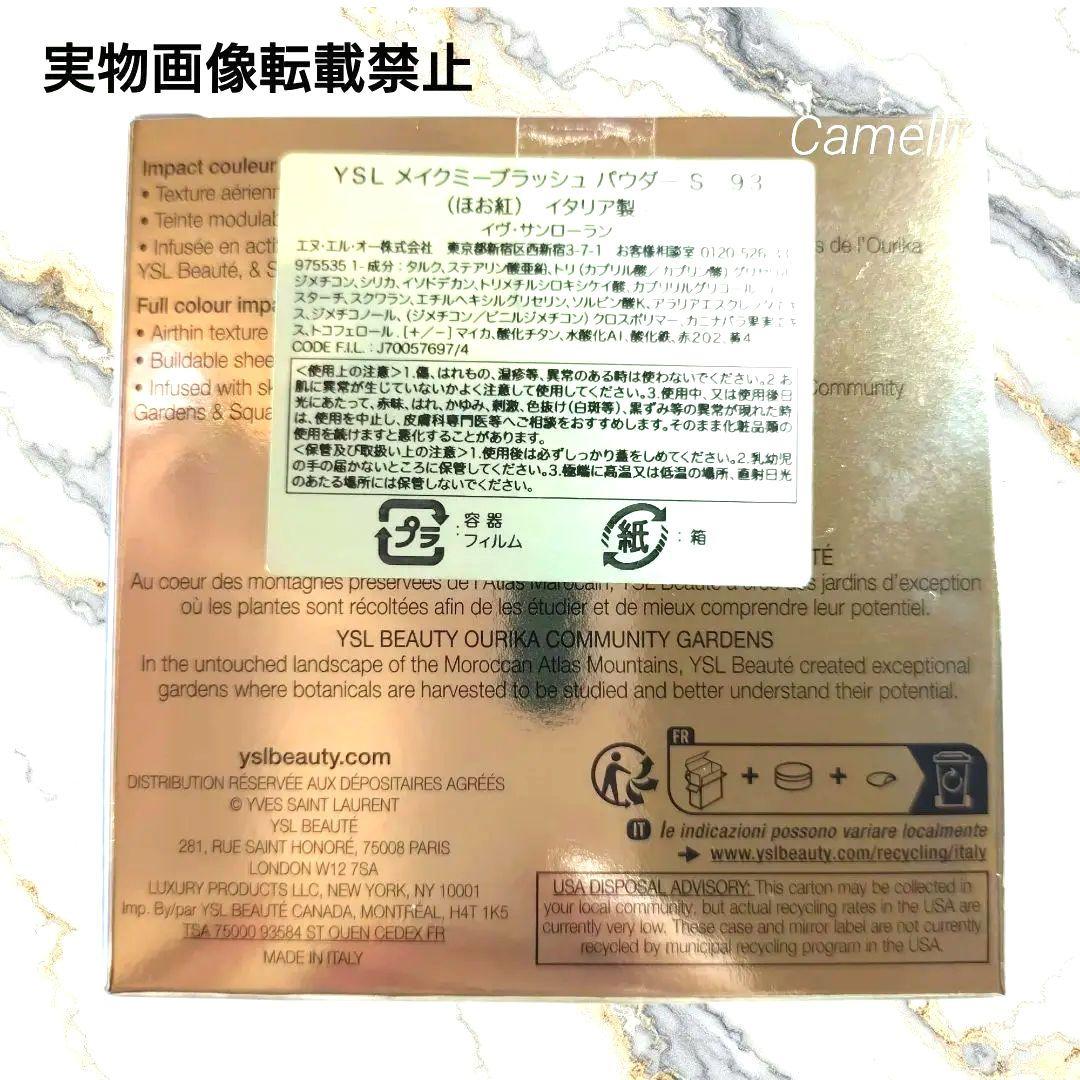 実物画像転載禁止
Camelli
Impact couleur
• Texture aérienn
• Teinte modulab
• Infusée en acti
s de l'Ourika
YSL Beauté, & S
Full colour impa
• Airthin texture
• Buildable shee
• Infused with sk
Community
Gardens & Squa
YSL メイクミーブラッシュ パウダー S 93
(ほお紅) イタリア製
イヴ・サンローラン
エヌ・エル・オー株式会社 東京都新宿区西新宿3-7-1 お客様相談室 0120-526-
975535 1- 成分:タルク、ステアリン酸亜鉛、トリ(カプリル酸/カプリン酸)
ジメチコン、シリカ、イソドデカン、トリメチルシロキシケイ酸、カプリリルグリコール
スターチ、スクワラン、エチルヘキシルグリセリン、ソルビン酸K、
ス、ジメチコノール、(ジメチコン/ビニルジメチコン)クロスポリマー、カニナバラ果実
ス、トコフェロール、[+/-]マイカ、酸化チタン、水酸化Al、酸化鉄、赤202、黄4
CODE F.I.L.: J70057697/4
<使用上の注意>1.傷、はれもの、湿疹等、異常のある時は使わないでください。2.お
肌に異常が生じていないかよく注意して使用してください。3.使用中、又は使用後日
光にあたって、赤味、はれ、かゆみ、刺激、色抜け(白斑等)、黒ずみ等の異常が現れた時
は、使用を中止し、皮膚科専門医等へご相談をおすすめします。そのまま化粧品類の
使用を続けますと悪化することがあります。
<保管及び取扱い上の注意>1.使用後は必ずしっかり蓋をしめてください。2.乳幼児
の手の届かないところに保管してください。3.極端に高温又は低温の場所、直射日光
のあたる場所には保管しないでください。
プラ : 容器
フィルム
紙 : 箱
TÉ
Au coeur des montagnes préservées de l'Atlas Marocain, YSL Beauté a créé des jardins d'exception
où les plantes sont récoltées afin de les étudier et de mieux comprendre leur potentiel.
YSL BEAUTY OURIKA COMMUNITY GARDENS
In the untouched landscape of the Moroccan Atlas Mountains, YSL Beauté created exceptional
gardens where botanicals are harvested to be studied and better understand their potential.
yslbeauty.com
DISTRIBUTION RÉSERVÉE AUX DÉPOSITAIRES AGRÉÉS
© YVES SAINT LAURENT
YSL BEAUTÉ
281, RUE SAINT HONORÉ, 75008 PARIS
LONDON W12 7SA
LUXURY PRODUCTS LLC, NEW YORK, NY 10001
Imp. By/par YSL BEAUTÉ CANADA, MONTRÉAL, H4T 1K5
TSA 75000 93584 ST OUEN CEDEX FR
MADE IN ITALY
FR
+ +
IT le indicazioni possono variare localmente
➔ www.yslbeauty.com/recycling/italy
USA DISPOSAL ADVISORY: This carton may be collected in
your local community, but actual recycling rates in the USA are
currently very low. These case and mirror label are not currently
recycled by municipal recycling program in the USA.